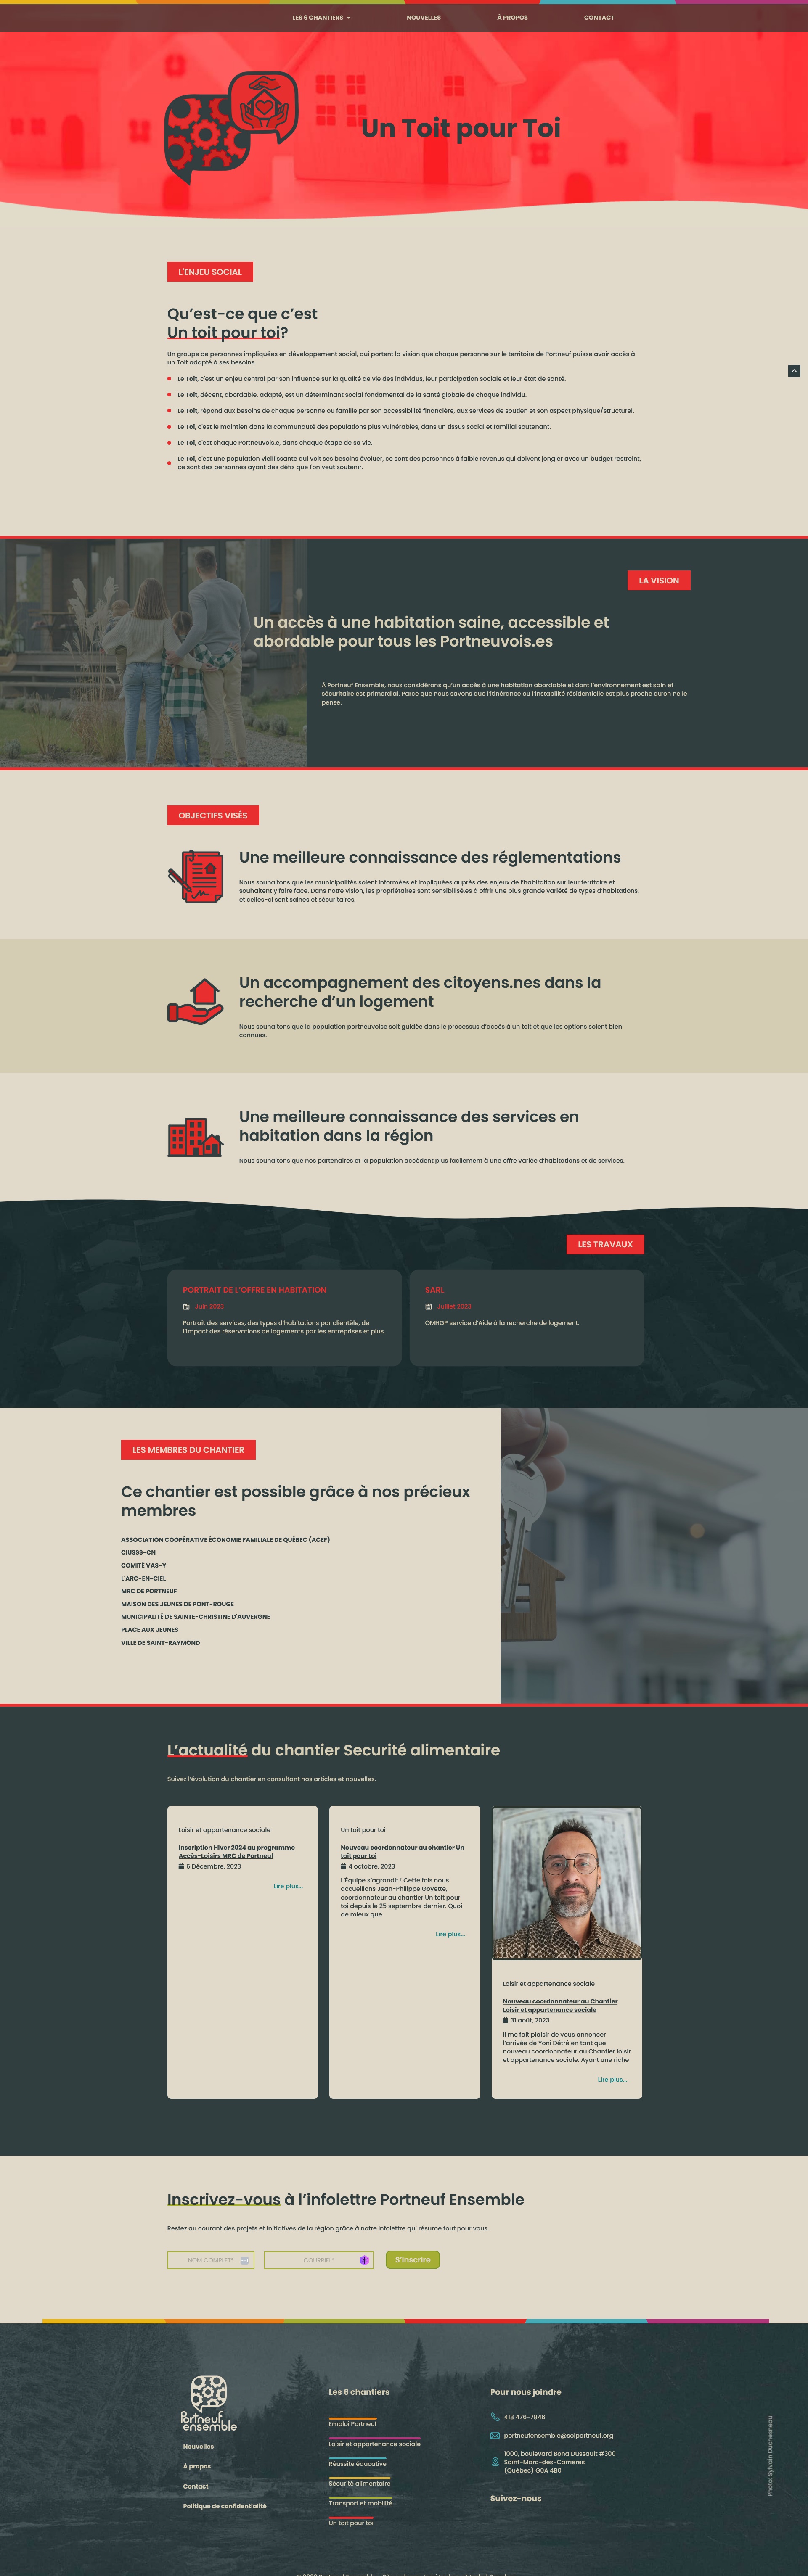 LES 6 CHANTIERS
NOUVELLES
À PROPOS
CONTACT
Un Toit pour Toi
L'ENJEU SOCIAL
Qu’est-ce que c’est
Un toit pour toi?
Un groupe de personnes impliquées en développement social, qui portent la vision que chaque personne sur le territoire de Portneuf puisse avoir accès à
un Toit adapté à ses besoins.
Le Toit, c'est un enjeu central par son influence sur la qualité de vie des individus, leur participation sociale et leur état de santé.
Le Toit, décent, abordable, adapté, est un déterminant social fondamental de la santé globale de chaque individu.
Le Toit, répond aux besoins de chaque personne ou famille par son accessibilité financière, aux services de soutien et son aspect physique/structurel.
Le Toi, c'est le maintien dans la communauté des populations plus vulnérables, dans un tissus social et familial soutenant.
Le Toi, c'est chaque Portneuvois.e, dans chaque étape de sa vie.
Le Toi, c'est une population vieillissante qui voit ses besoins évoluer, ce sont des personnes à faible revenus qui doivent jongler avec un budget restreint,
ce sont des personnes ayant des défis que l'on veut soutenir.
LA VISION
Un accès à une habitation saine, accessible et
abordable pour tous les Portneuvois.es
À Portneuf Ensemble, nous considérons qu’un accès à une habitation abordable et dont l’environnement est sain et
sécuritaire est primordial. Parce que nous savons que l’itinérance ou l’instabilité résidentielle est plus proche qu’on ne le
pense.
OBJECTIFS VISÉS
Une meilleure connaissance des réglementations
Nous souhaitons que les municipalités soient informées et impliquées auprès des enjeux de l’habitation sur leur territoire et
souhaitent y faire face. Dans notre vision, les propriétaires sont sensibilisé.es à offrir une plus grande variété de types d’habitations,
et celles-ci sont saines et sécuritaires.
Un accompagnement des citoyens.nes dans la
recherche d’un logement
Nous souhaitons que la population portneuvoise soit guidée dans le processus d’accès à un toit et que les options soient bien
connues.
Une meilleure connaissance des services en
habitation dans la région
Nous souhaitons que nos partenaires et la population accèdent plus facilement à une offre variée d’habitations et de services.
LES TRAVAUX
PORTRAIT DE L’OFFRE EN HABITATION
Juin 2023
Portrait des services, des types d’habitations par clientèle, de
l’impact des réservations de logements par les entreprises et plus.
SARL
Juillet 2023
OMHGP service d’Aide à la recherche de logement.
LES MEMBRES DU CHANTIER
Ce chantier est possible grâce à nos précieux
membres
ASSOCIATION COOPÉRATIVE ÉCONOMIE FAMILIALE DE QUÉBEC (ACEF)
CIUSSS-CN
COMITÉ VAS-Y
L'ARC-EN-CIEL
MRC DE PORTNEUF
MAISON DES JEUNES DE PONT-ROUGE
MUNICIPALITÉ DE SAINTE-CHRISTINE D'AUVERGNE
PLACE AUX JEUNES
VILLE DE SAINT-RAYMOND
L’actualité du chantier Securité alimentaire
Suivez l’évolution du chantier en consultant nos articles et nouvelles.
Loisir et appartenance sociale
Inscription Hiver 2024 au programme
Accès-Loisirs MRC de Portneuf
6 Décembre, 2023
Lire plus...
Un toit pour toi
Nouveau coordonnateur au chantier Un
toit pour toi
4 octobre, 2023
L’Équipe s’agrandit ! Cette fois nous
accueillons Jean-Philippe Goyette,
coordonnateur au chantier Un toit pour
toi depuis le 25 septembre dernier. Quoi
de mieux que
Lire plus...
Loisir et appartenance sociale
Nouveau coordonnateur au Chantier
Loisir et appartenance sociale
31 août, 2023
Il me fait plaisir de vous annoncer
l’arrivée de Yoni Détré en tant que
nouveau coordonnateur au Chantier loisir
et appartenance sociale. Ayant une riche
Lire plus...
Inscrivez-vous à l’infolettre Portneuf Ensemble
Restez au courant des projets et initiatives de la région grâce à notre infolettre qui résume tout pour vous.
NOM COMPLET*
COURRIEL*
S’inscrire
Portneuf
ensemble
Nouvelles
À propos
Contact
Politique de confidentialité
Les 6 chantiers
Emploi Portneuf
Loisir et appartenance sociale
Réussite éducative
Sécurité alimentaire
Transport et mobilité
Un toit pour toi
Pour nous joindre
418 476-7846
portneufensemble@solportneuf.org
1000, boulevard Bona Dussault #300
Saint-Marc-des-Carrieres
(Québec) G0A 4B0
Suivez-nous
Photo: Sylvain Duchesneau